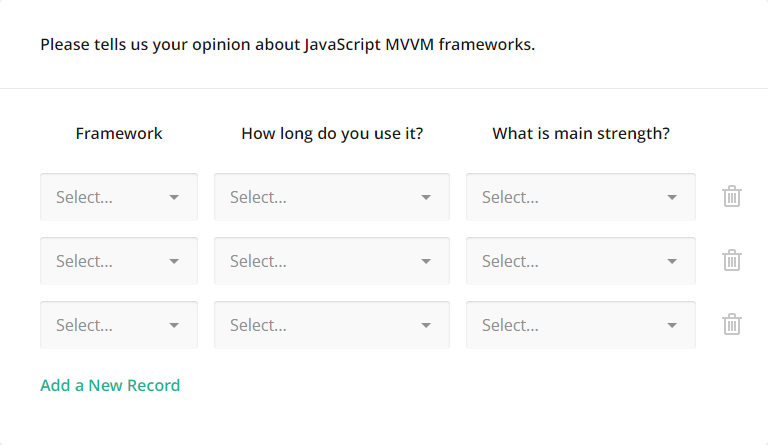 Please tells us your opinion about JavaScript MVVM frameworks.
Framework How long do you use it? What is main strength?
Select... Select... Select...
Select... Select... Select...
Select... Select... Select...
Add a New Record